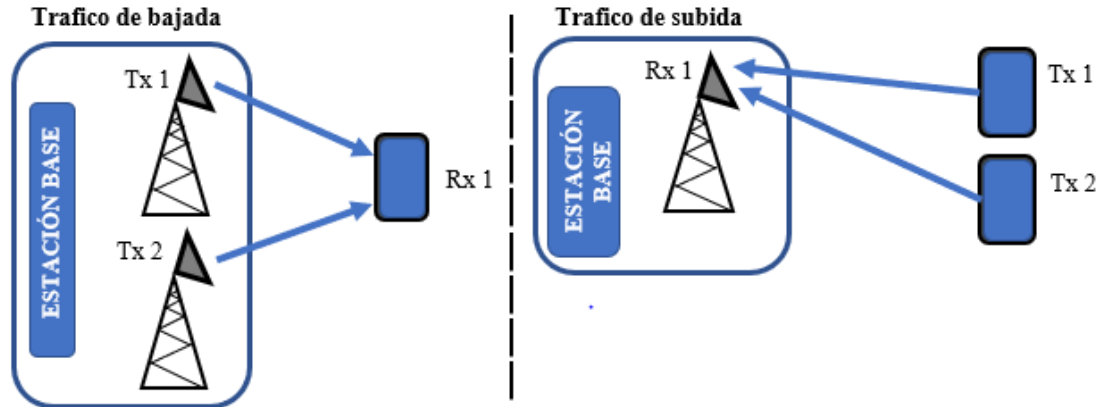 Trafico de bajada
Tx 1
ESTACIÓN BASE
Rx 1
Tx 2
Trafico de subida
Rx 1
Tx 1
ESTACIÓN
BASE
Tx 2